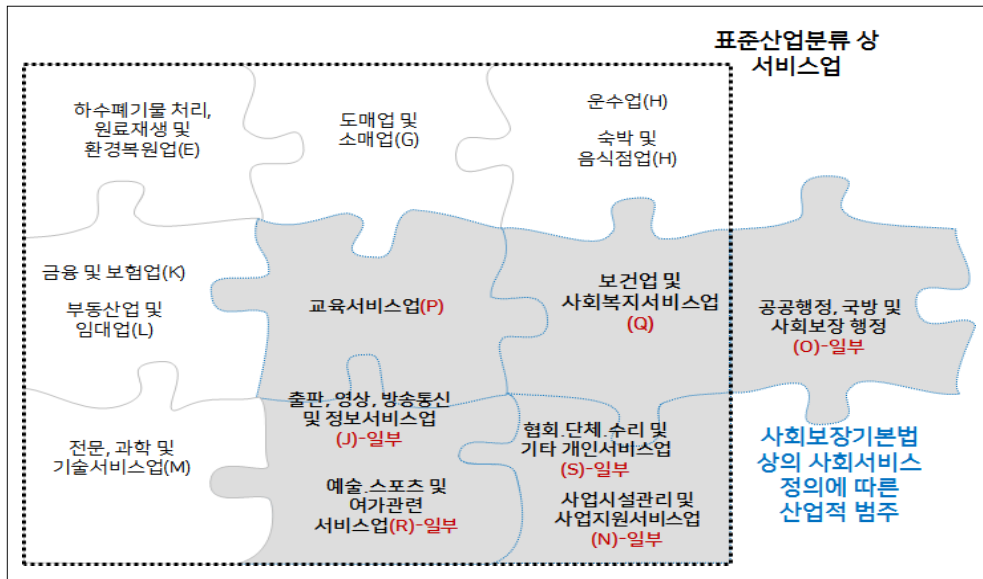 표준산업분류 상
서비스업
하수폐기물 처리,
원료재생 및
환경복원업(E)
도매업 및
소매업(G)
운수업(H)
숙박 및
음식점업(H)
금융 및 보험업(K)
부동산업 및
임대업(L)
교육서비스업(P)
보건업 및
사회복지서비스업
(Q)
공공행정, 국방 및
사회보장 행정
(O)-일부
전문, 과학 및
기술서비스업(M)
출판, 영상, 방송통신
및 정보서비스업
(J)-일부
예술.스포츠 및
여가관련
서비스업(R)-일부
협회.단체.수리 및
기타 개인서비스업
(S)-일부
사업시설관리 및
사업지원서비스업
(N)-일부
사회보장기본법
상의 사회서비스
정의에 따른
산업적 범주